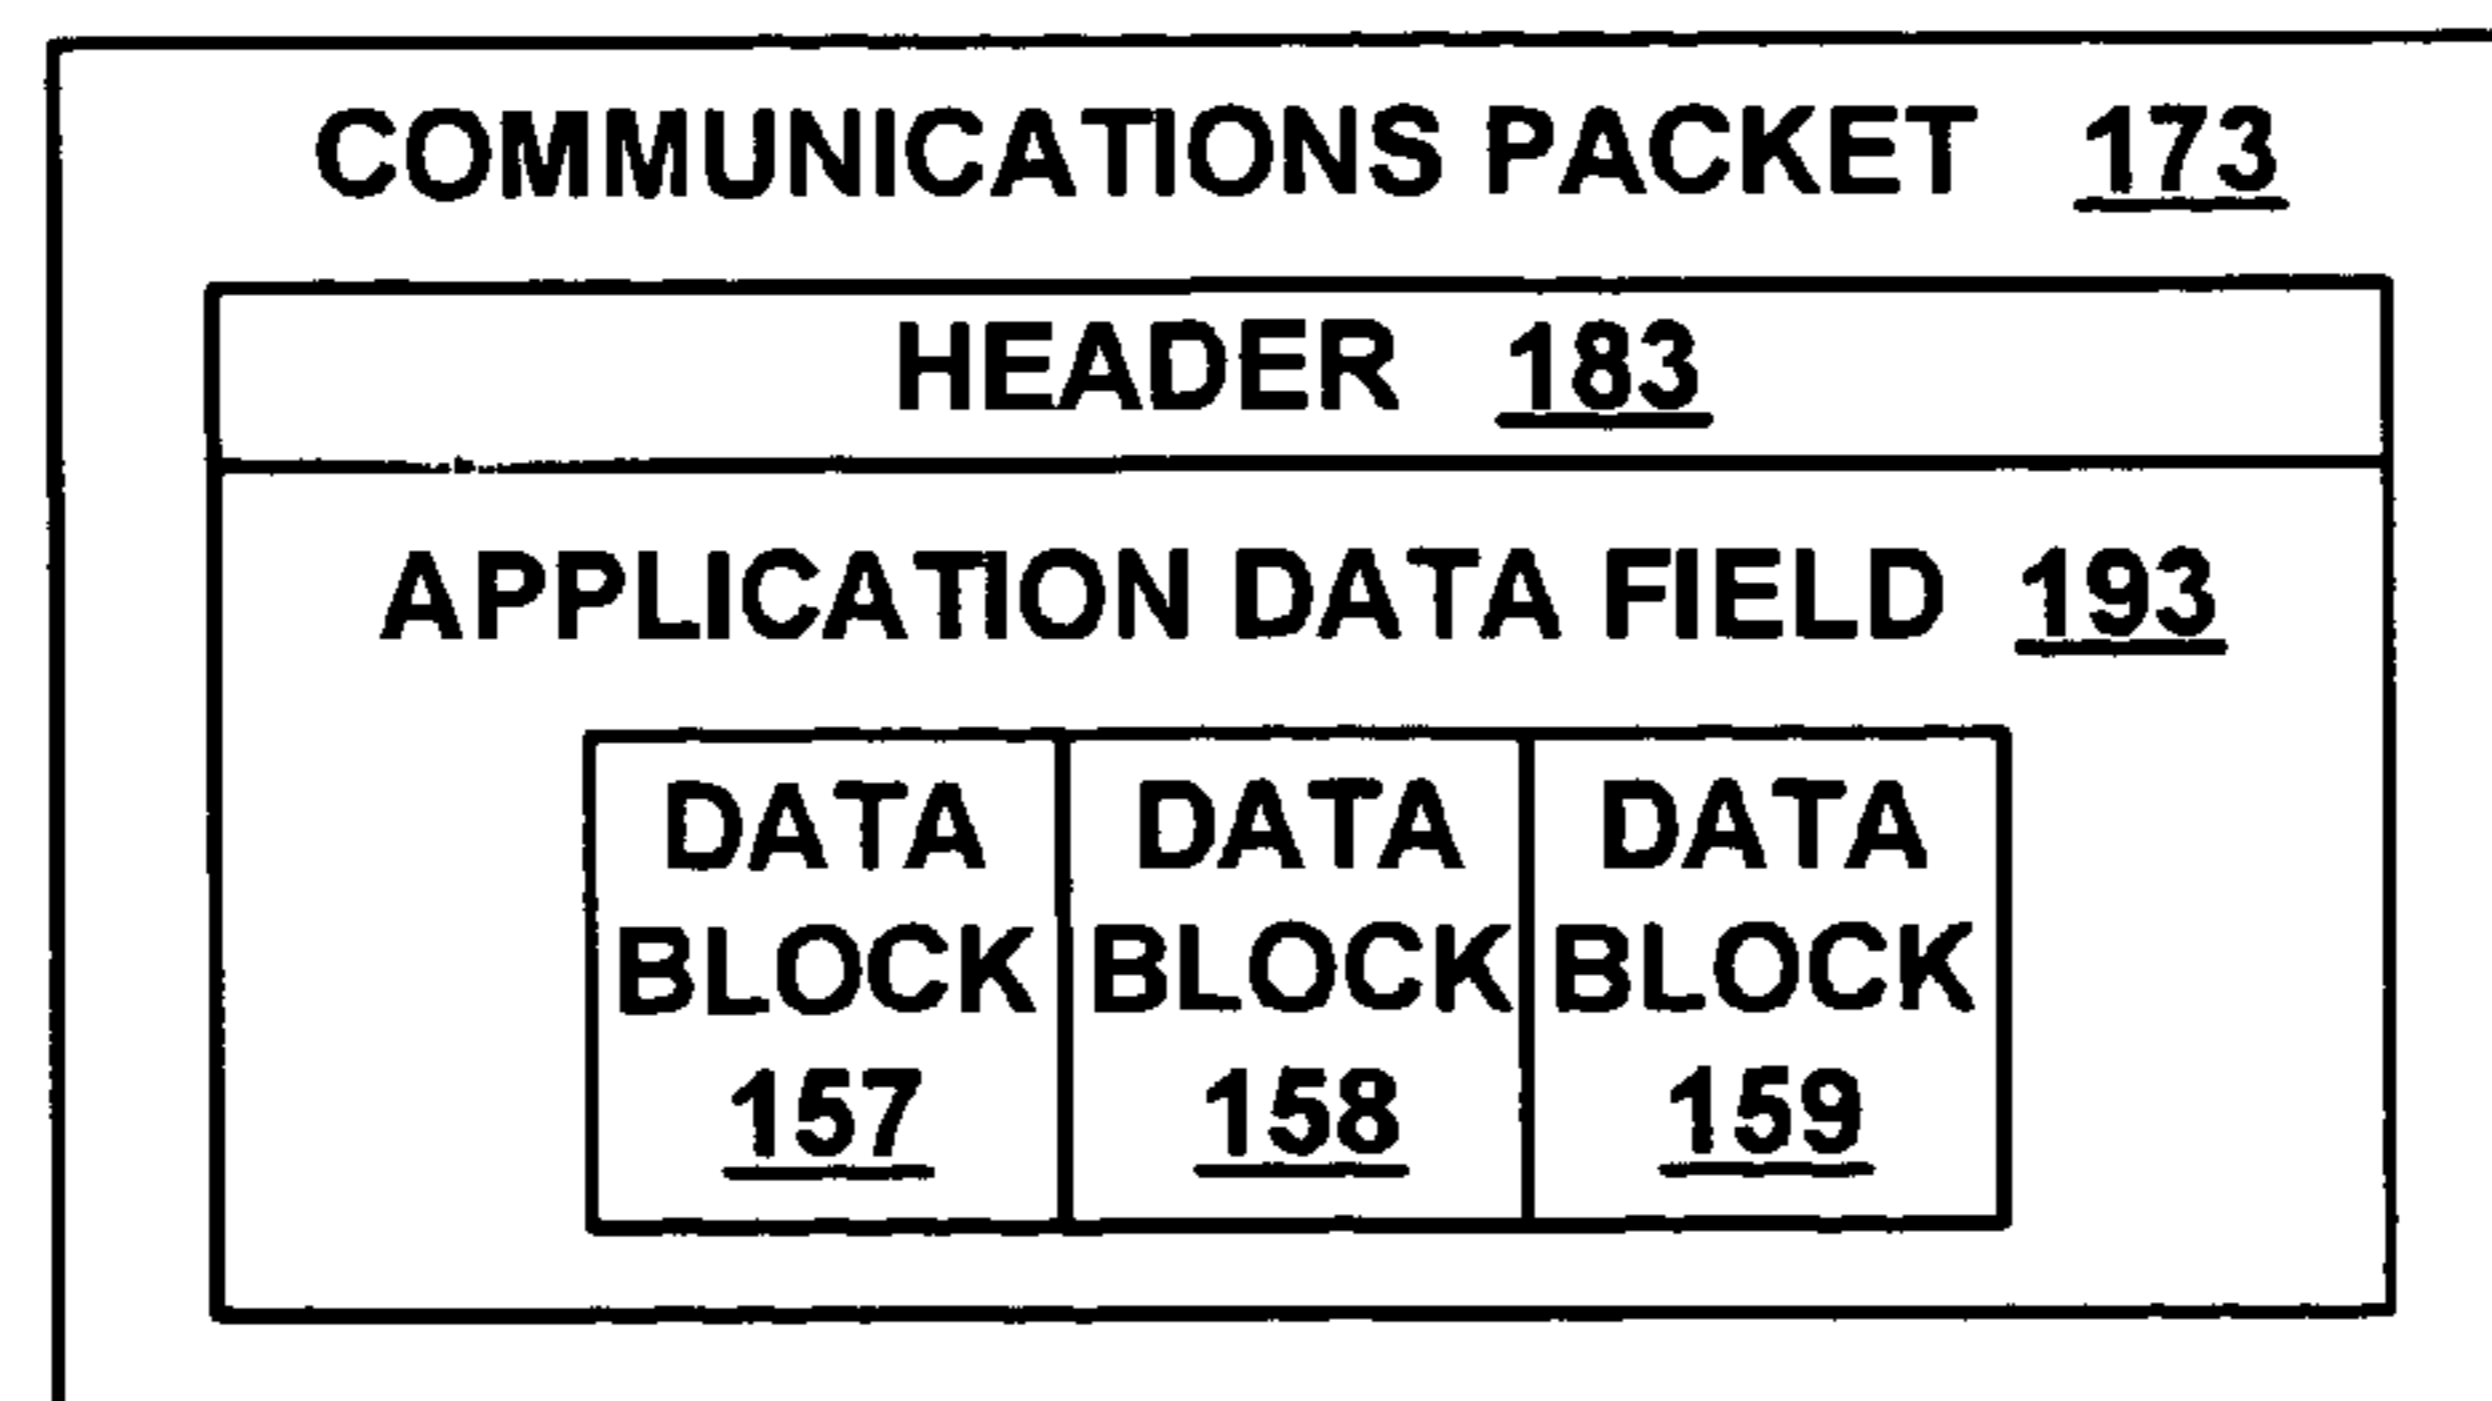 COMMUNICATIONS PACKET 173
HEADER 183
APPLICATION DATA FIELD 193
DATA DATA DATA
BLOCK BLOCK BLOCK
157 158 159